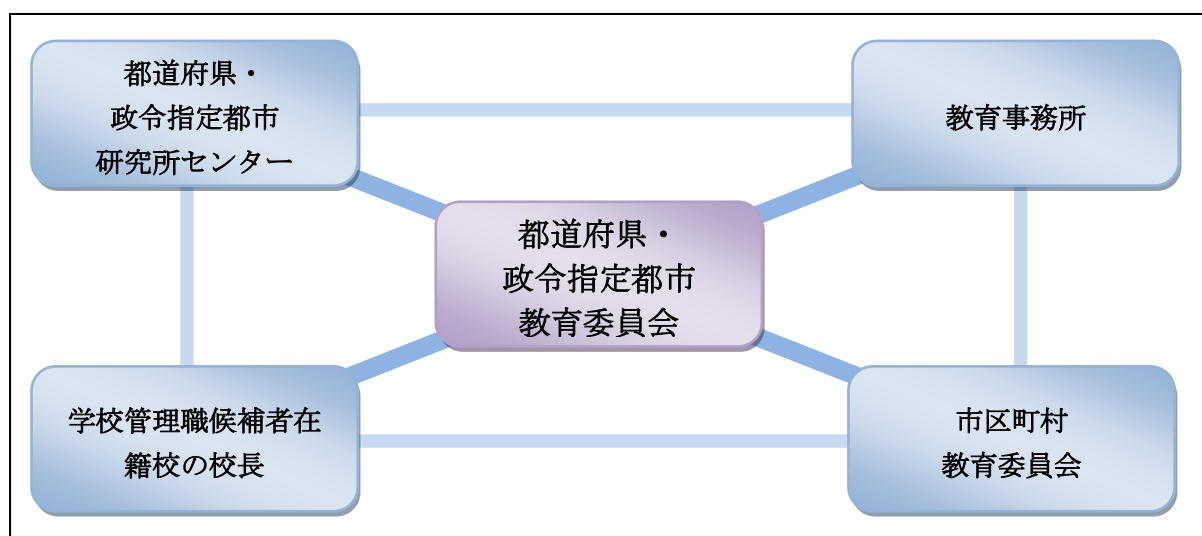 都道府県・
政令指定都市
研究所センター
教育事務所
都道府県・
政令指定都市
教育委員会
学校管理職候補者在
籍校の校長
市区町村
教育委員会